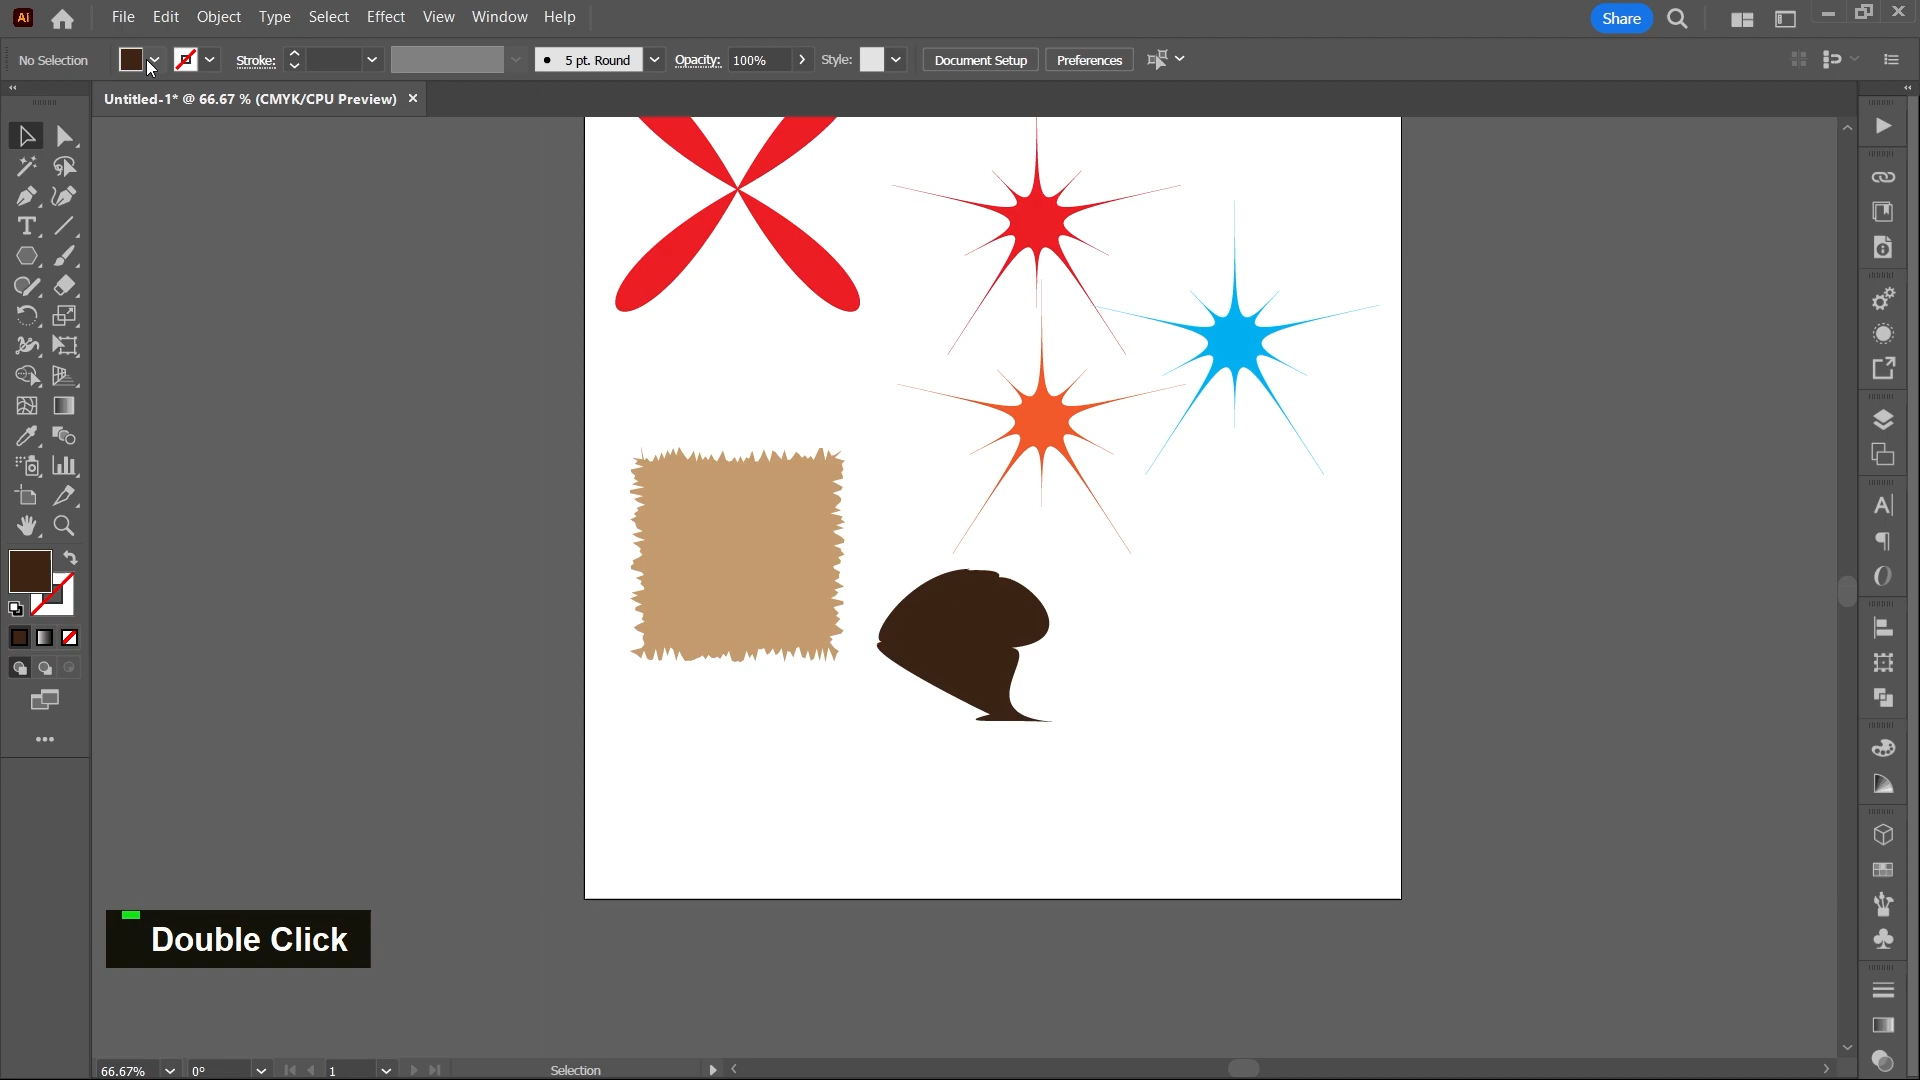 Ai
File Edit Object Type Select Effect View Window Help
Share
No Selection
Stroke:
5 pt. Round
Opacity: 100%
Style:
Document Setup
Preferences
Untitled-1* @ 66.67 % (CMYK/CPU Preview)
Double Click
66.67%
0°
1
Selection